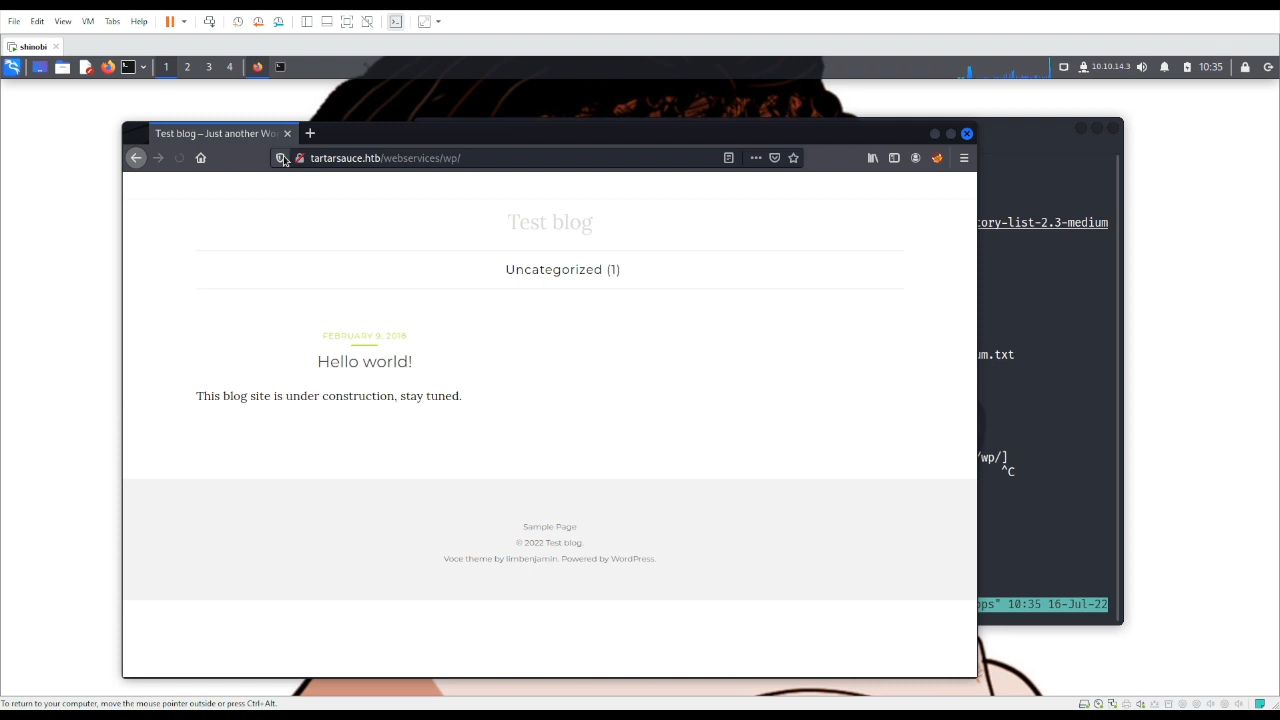 File Edit View VM Tabs Help
shinobi
1 2 3 4 10.10.14.3 10:35
Test blog – Just another Wo
tartarsauce.htb/webservices/wp/
Test blog
Uncategorized (1)
FEBRUARY 9, 2018
Hello world!
This blog site is under construction, stay tuned.
Sample Page
© 2022 Test blog.
Voce theme by limbenjamin. Powered by WordPress.
ory-list-2.3-medium
um.txt
/wp/]
^C
ops" 10:35 16-Jul-22
To return to your computer, move the mouse pointer outside or press Ctrl+Alt.